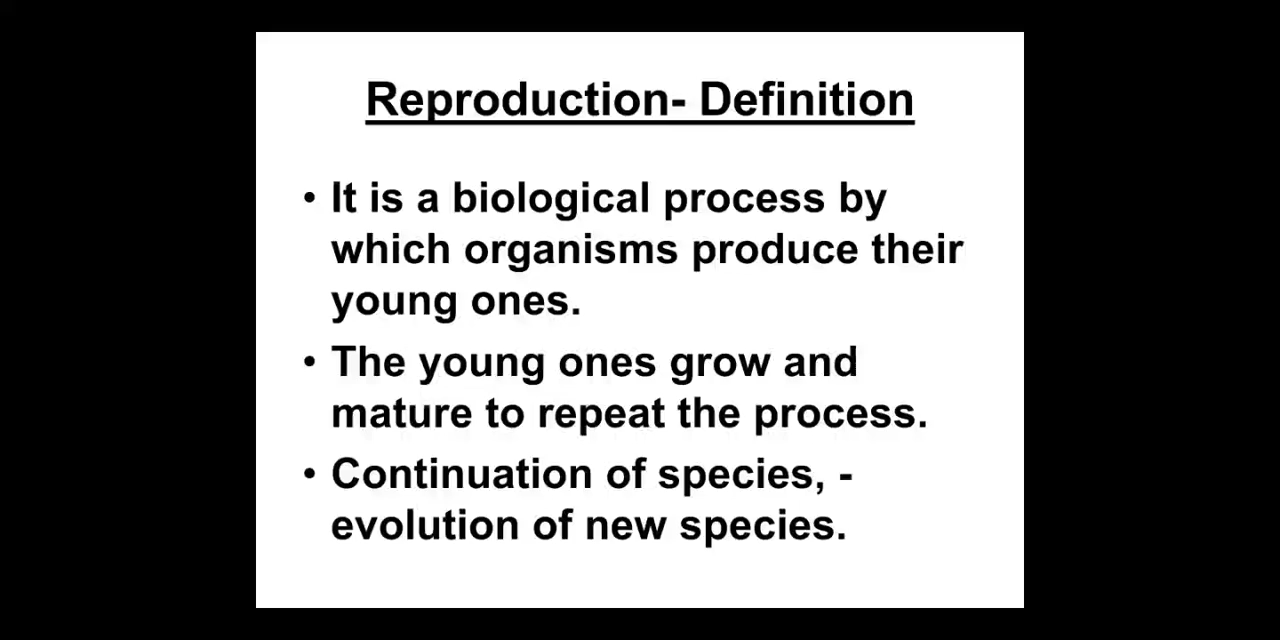 Reproduction- Definition
• It is a biological process by
which organisms produce their
young ones.
• The young ones grow and
mature to repeat the process.
• Continuation of species, -
evolution of new species.